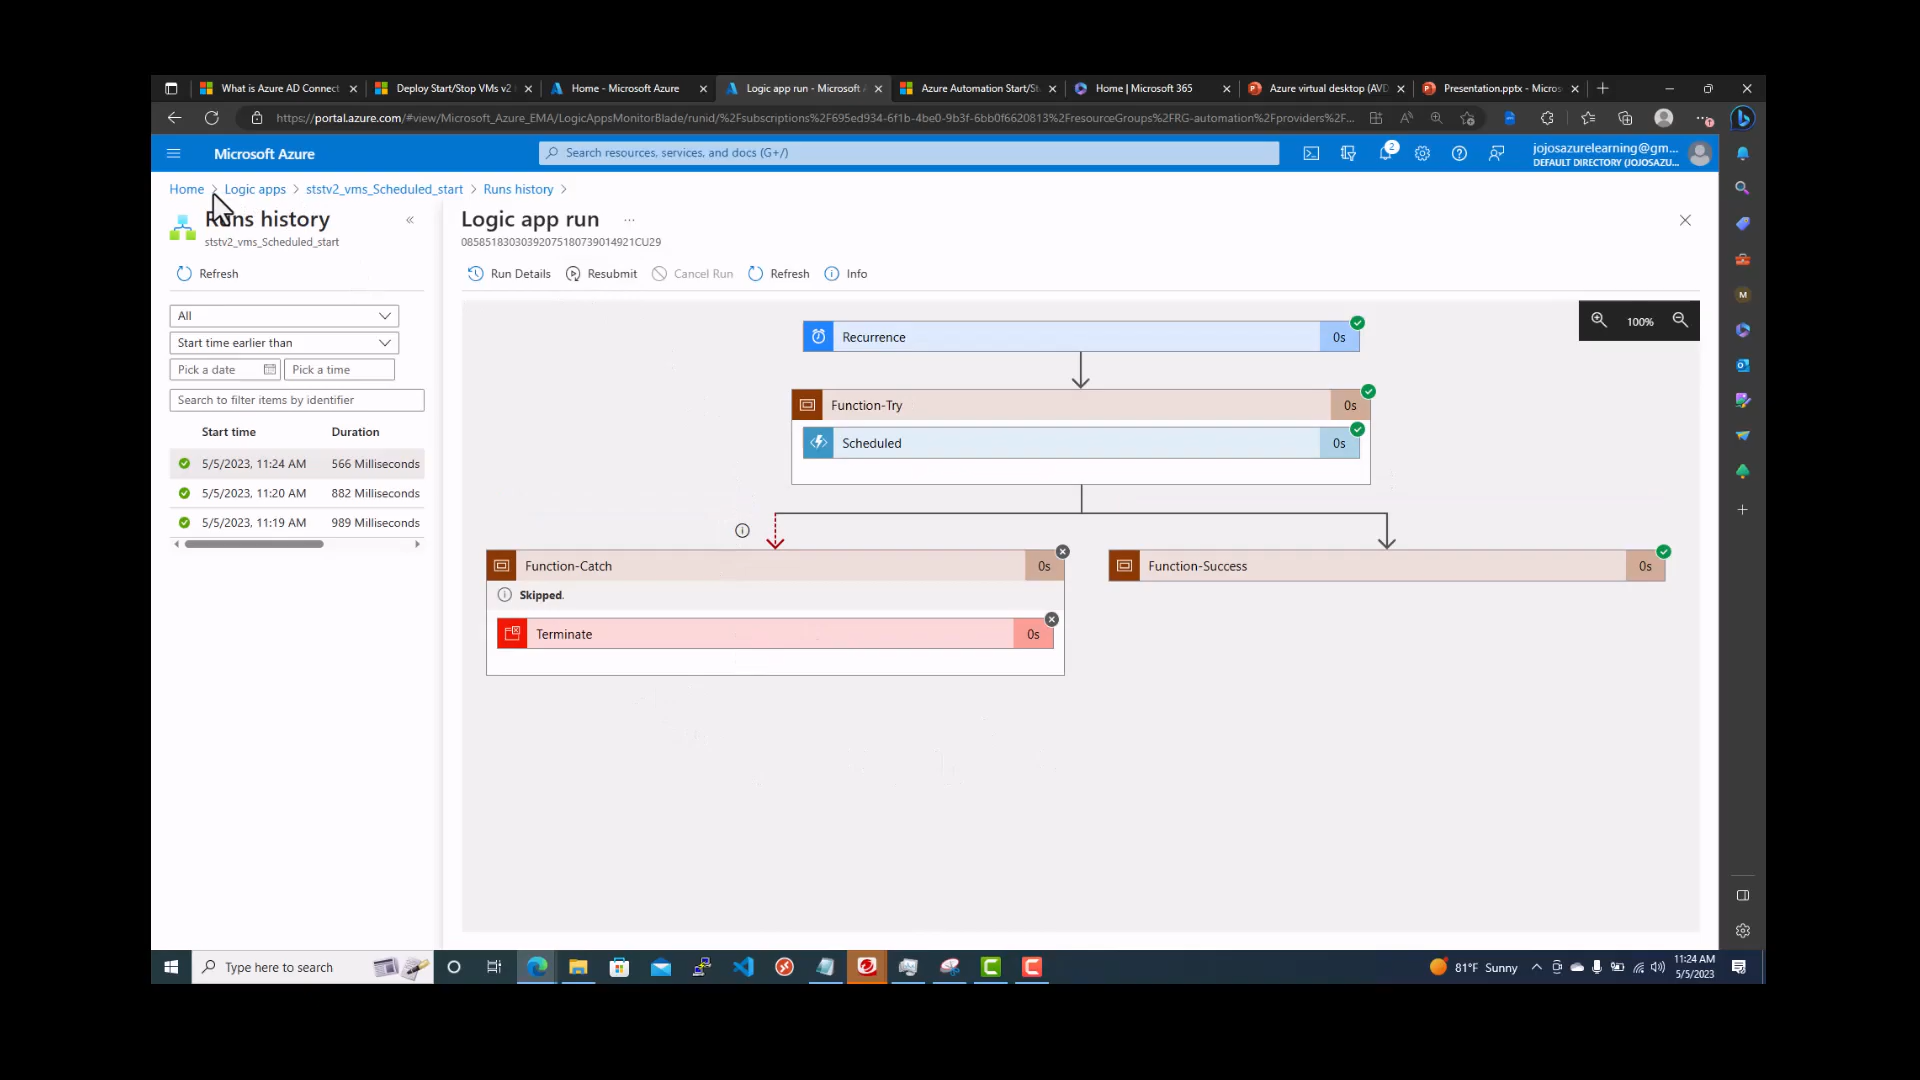 What is Azure AD Connect
Deploy Start/Stop VMs v2
Home - Microsoft Azure
Logic app run - Microsoft A
Azure Automation Start/St
Home | Microsoft 365
Azure virtual desktop (AVD
Presentation.pptx - Micros
https://portal.azure.com/#view/Microsoft_Azure_EMA/LogicAppsMonitorBlade/runid/%2Fsubscriptions%2F695ed934-6f1b-4be0-9b3f-6bb0f6620813%2FresourceGroups%2FRG-automation%2Fproviders%2F...
Microsoft Azure
Search resources, services, and docs (G+/)
2
jojosazurelearning@gm...
DEFAULT DIRECTORY (JOJOSAZU...
Home > Logic apps > ststv2_vms_Scheduled_start > Runs history >
Runs history
ststv2_vms_Scheduled_start
Refresh
All
Start time earlier than
Pick a date
Pick a time
Search to filter items by identifier
Start time Duration
5/5/2023, 11:24 AM 566 Milliseconds
5/5/2023, 11:20 AM 882 Milliseconds
5/5/2023, 11:19 AM 989 Milliseconds
Logic app run
...
08585183030392075180739014921CU29
Run Details
Resubmit
Cancel Run
Refresh
Info
100%
Recurrence 0s
Function-Try 0s
Scheduled 0s
Function-Catch 0s
Skipped.
Terminate 0s
Function-Success 0s
M
Type here to search
81°F Sunny
11:24 AM
5/5/2023